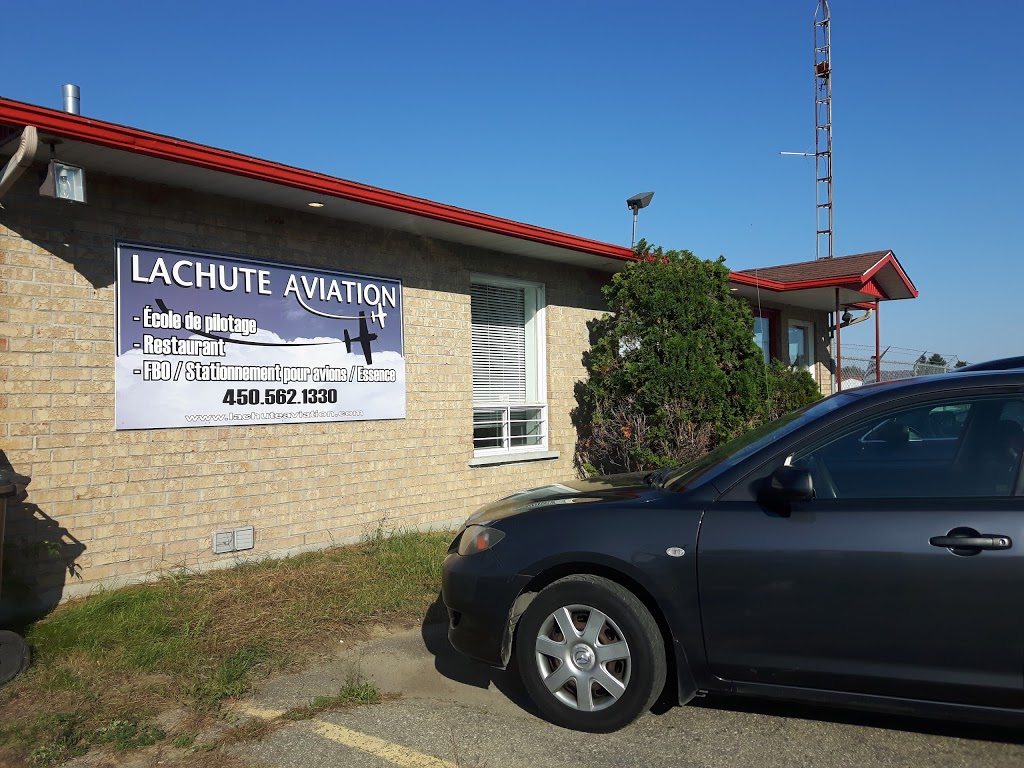 LACHUTE AVIATION
- École de pilotage
- Restaurant
- FBO / Stationnement pour avions / Essence
450.562.1330
www.lachuteaviation.com